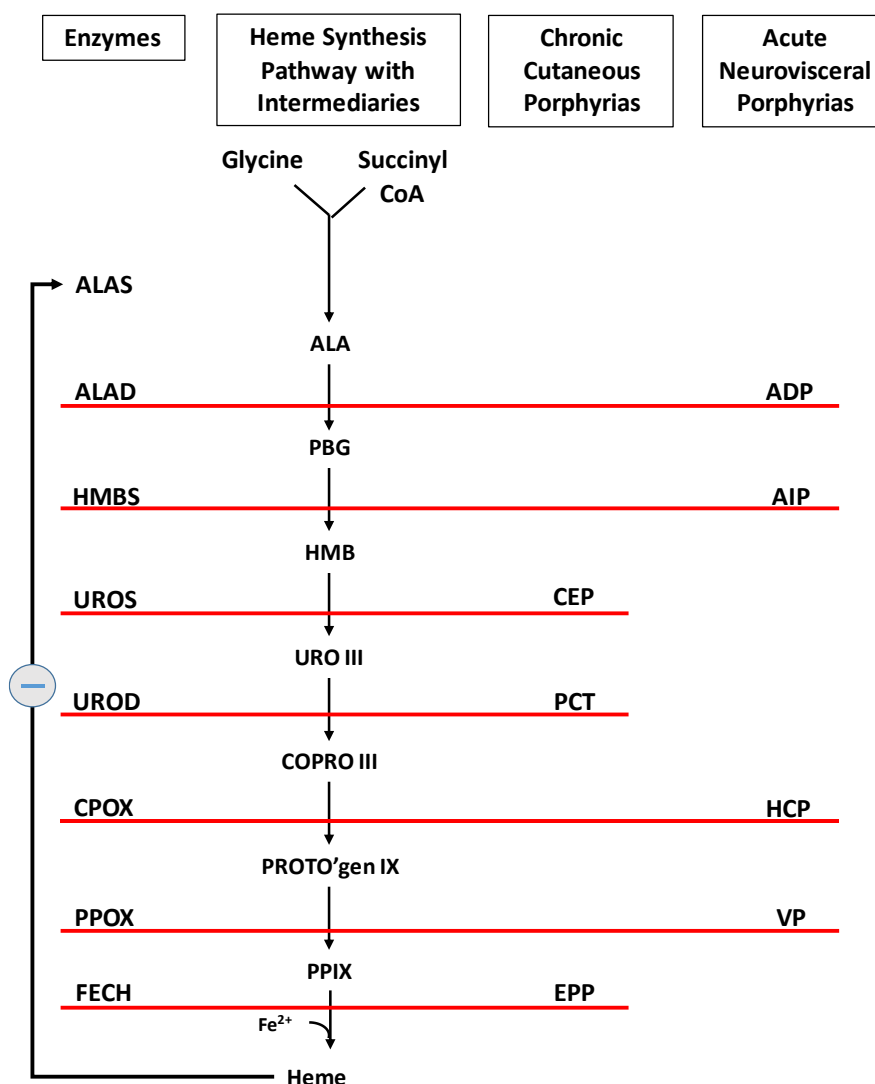 Enzymes
Heme Synthesis
Pathway with
Intermediaries
Chronic
Cutaneous
Porphyrias
Acute
Neurovisceral
Porphyrias
Glycine
Succinyl
CoA
ALAS
ALA
ALAD
ADP
PBG
HMBS
AIP
HMB
UROS
CEP
URO III
UROD
PCT
COPRO III
CPOX
HCP
PROTO’gen IX
PPOX
VP
PPIX
FECH
EPP
Fe²⁺
Heme